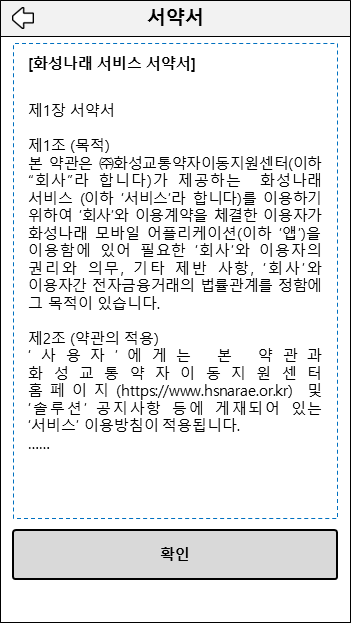 서약서
[화성나래 서비스 서약서]
제1장 서약서
제1조 (목적)
본 약관은 ㈜화성교통약자이동지원센터(이하
“회사”라 합니다)가 제공하는 화성나래
서비스 (이하 ‘서비스’라 합니다)를 이용하기
위하여 ‘회사’와 이용계약을 체결한 이용자가
화성나래 모바일 어플리케이션(이하 ‘앱’)을
이용함에 있어 필요한 ‘회사’와 이용자의
권리와 의무, 기타 제반 사항, ‘회사’와
이용자간 전자금융거래의 법률관계를 정함에
그 목적이 있습니다.
제2조 (약관의 적용)
‘사용자’에게는 본 약관과
화성교통약자이동지원센터
홈페이지(https://www.hsnarae.or.kr) 및
‘솔루션’ 공지사항 등에 게재되어 있는
‘서비스’ 이용방침이 적용됩니다.
......
확인